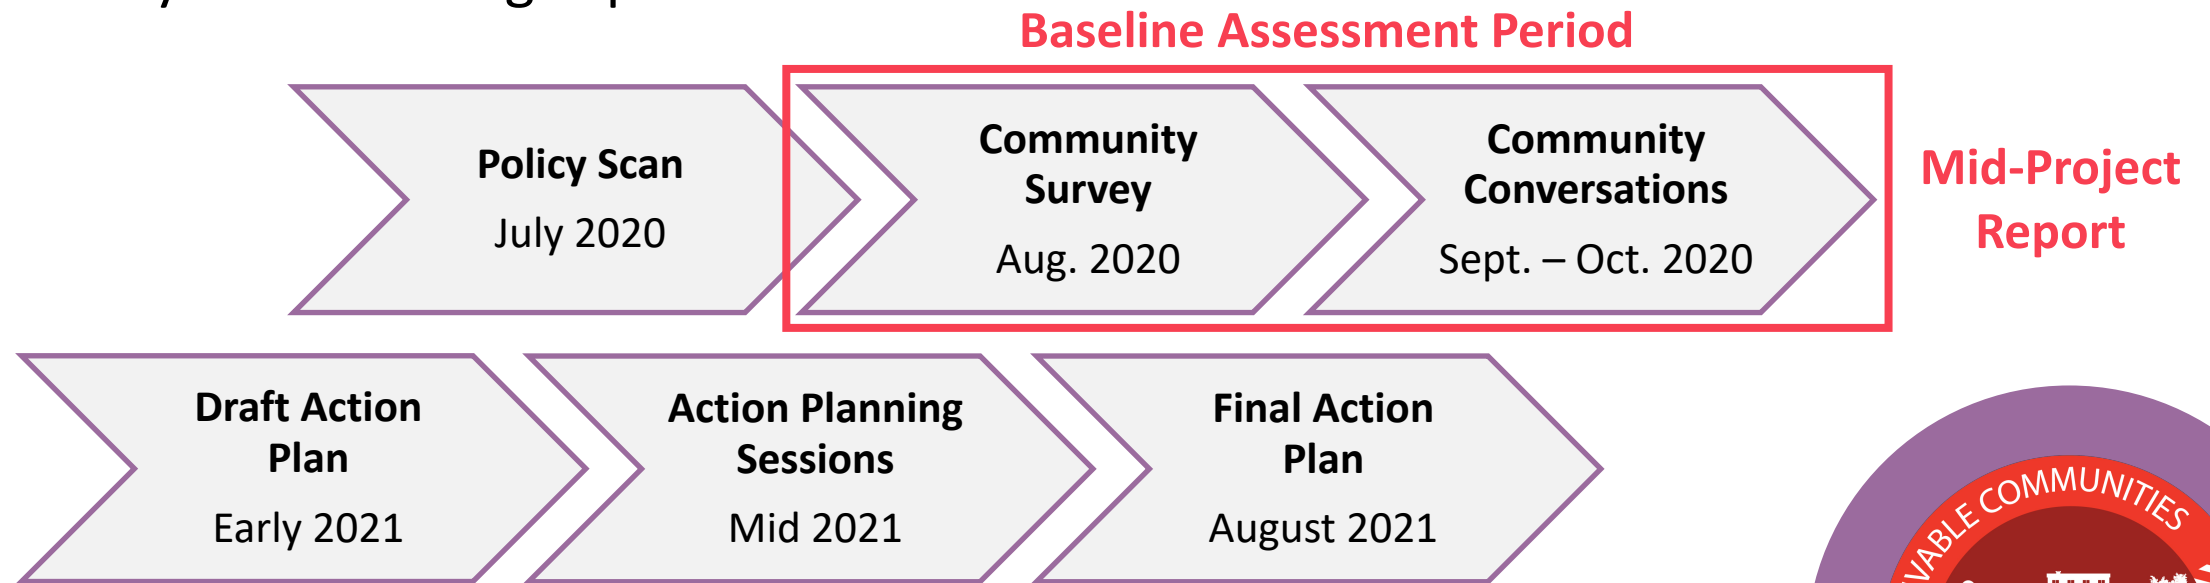 Baseline Assessment Period
Policy Scan
July 2020
Community
Survey
Aug. 2020
Community
Conversations
Sept. – Oct. 2020
Mid-Project
Report
Draft Action
Plan
Early 2021
Action Planning
Sessions
Mid 2021
Final Action
Plan
August 2021
COMMUNITIES